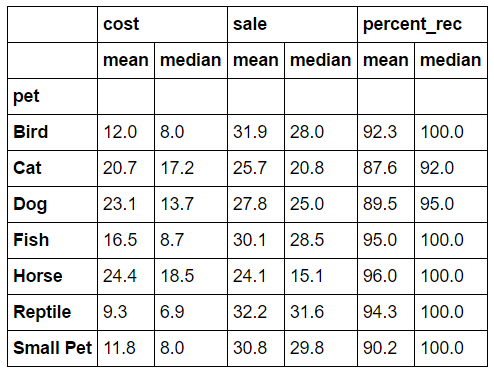 cost sale percent_rec
mean median mean median mean median
pet
Bird 12.0 8.0 31.9 28.0 92.3 100.0
Cat 20.7 17.2 25.7 20.8 87.6 92.0
Dog 23.1 13.7 27.8 25.0 89.5 95.0
Fish 16.5 8.7 30.1 28.5 95.0 100.0
Horse 24.4 18.5 24.1 15.1 96.0 100.0
Reptile 9.3 6.9 32.2 31.6 94.3 100.0
Small Pet 11.8 8.0 30.8 29.8 90.2 100.0